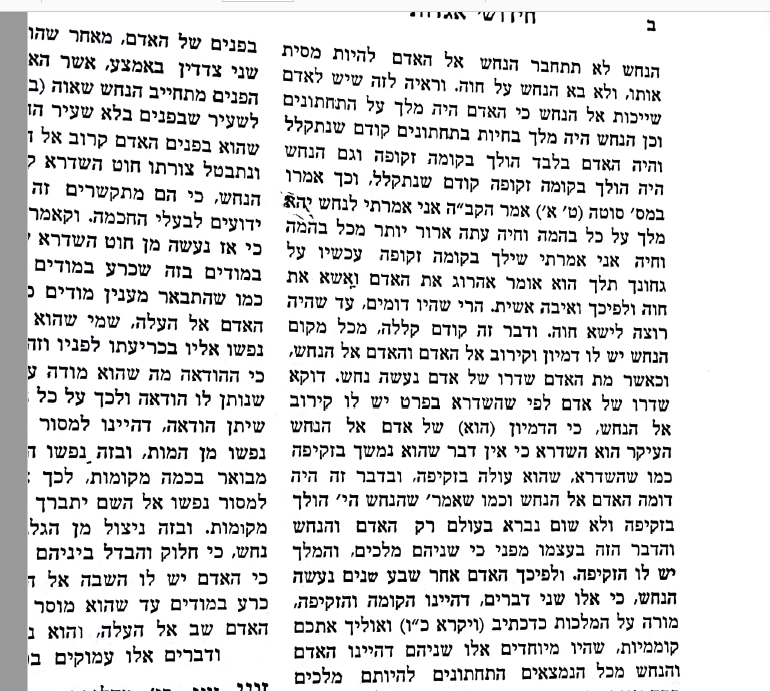 ב
חידושי אגדות
הנחש לא תתחבר הנחש אל האדם להיות מסית
אותו, ולא בא הנחש על חוה. וראיה לזה שיש לאדם
שייכות אל הנחש כי האדם היה מלך על התחתונים
וכן הנחש היה מלך בחיות בתחתונים קודם שנתקלל
והיה האדם בלבד הולך בקומה זקופה וגם הנחש
היה הולך בקומה זקופה קודם שנתקלל, וכך אמרו
במס׳ סוטה (ט׳ א׳) אמר הקב״ה אני אמרתי לנחש יהא
מלך על כל בהמה וחיה עתה ארור יותר מכל בהמה
וחיה אני אמרתי שילך בקומה זקופה עכשיו על
גחונך תלך הוא אומר אהרוג את האדם ואשא את
חוה ולפיכך ואיבה אשית. הרי שהיו דומים, עד שהיה
רוצה לישא חוה. ודבר זה קודם קללה, מכל מקום
הנחש יש לו דמיון וקירוב אל האדם והאדם אל הנחש,
וכאשר מת האדם שדרו של אדם נעשה נחש. דוקא
שדרו של אדם לפי שהשדרא בפרט יש לו קירוב
אל הנחש, כי הדמיון (הוא) של אדם אל הנחש
העיקר הוא השדרא כי אין דבר שהוא נמשך בזקיפה
כמו שהשדרא, שהוא עולה בזקיפה, ובדבר זה היה
דומה האדם אל הנחש וכמו שאמר׳ שהנחש הי׳ הולך
בזקיפה ולא שום נברא בעולם רק האדם והנחש
והדבר הזה בעצמו מפני כי שניהם מלכים, והמלך
יש לו הזקיפה. ולפיכך האדם אחר שבע שנים נעשה
הנחש, כי אלו שני דברים, דהיינו הקומה והזקיפה,
מורה על המלכות כדכתיב (ויקרא כ״ו) ואוליך אתכם
קוממיות, שהיו מיוחדים אלו שניהם דהיינו האדם
והנחש מכל הנמצאים התחתונים להיותם מלכים
בפנים של האדם, מאחר שהו
שני צדדין באמצע, אשר הא
הפנים מתחייב הנחש שאוה (ב
לשעיר שבפנים בלא שעיר הח
שהוא בפנים האדם קרוב אל ה
ונתבטל צורתו חוט השדרא
הנחש, כי הם מתקשרים זה
ידועים לבעלי החכמה. וקאמר
כי אז נעשה מן חוט השדרא
במודים בזה שכרע במודים
כמו שהתבאר מענין מודים
האדם אל העלה, שמי שהוא
נפשו אליו בכריעתו לפניו וזה
כי ההודאה מה שהוא מודה
שנותן לו הודאה ולכך על כל
שיתן הודאה, דהיינו למסור
נפשו מן המות, ובזה נפשו
מבואר בכמה מקומות, לכך
למסור נפשו אל השם יתברך
מקומות. ובזה ניצול מן הגלג
נחש, כי חלוק והבדל ביניהם
כי האדם יש לו השבה אל ה
כרע במודים עד שהוא מוסר
האדם שב אל העלה, והוא
ודברים אלו עמוקים